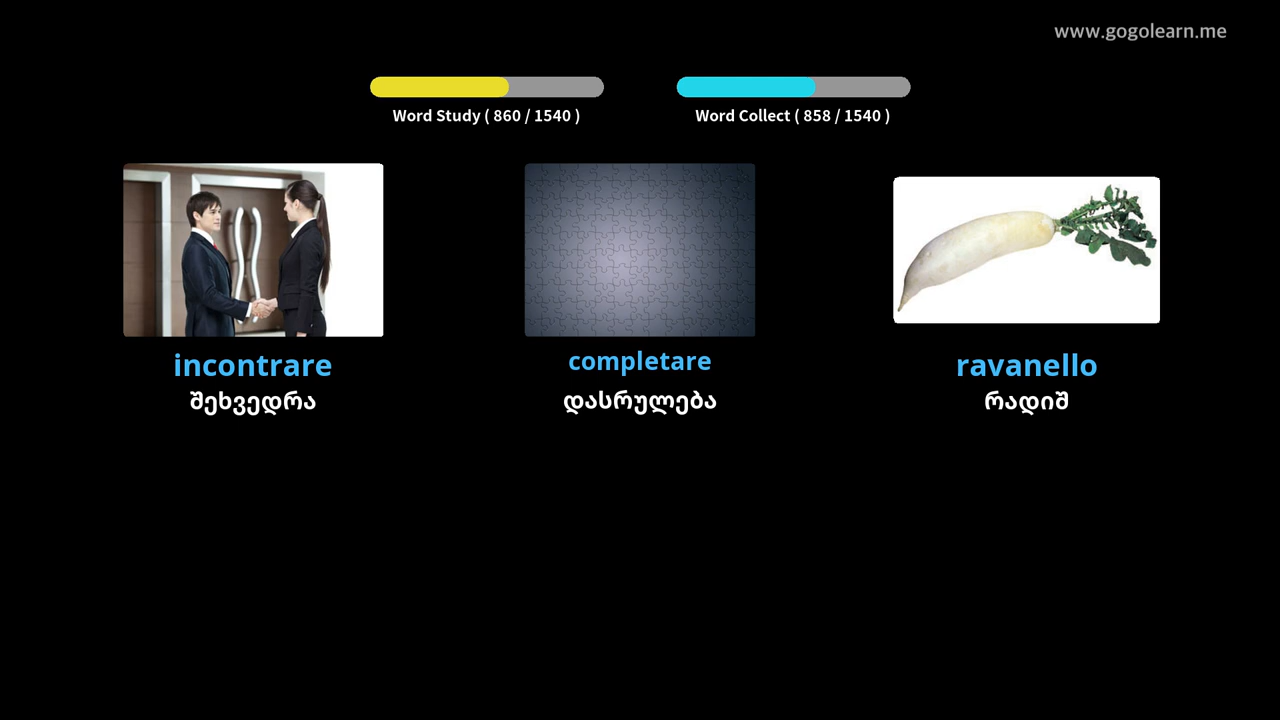 www.gogolearn.me
Word Study ( 860 / 1540 )
Word Collect ( 858 / 1540 )
incontrare
შეხვედრა
completare
დასრულება
ravanello
რადიშ